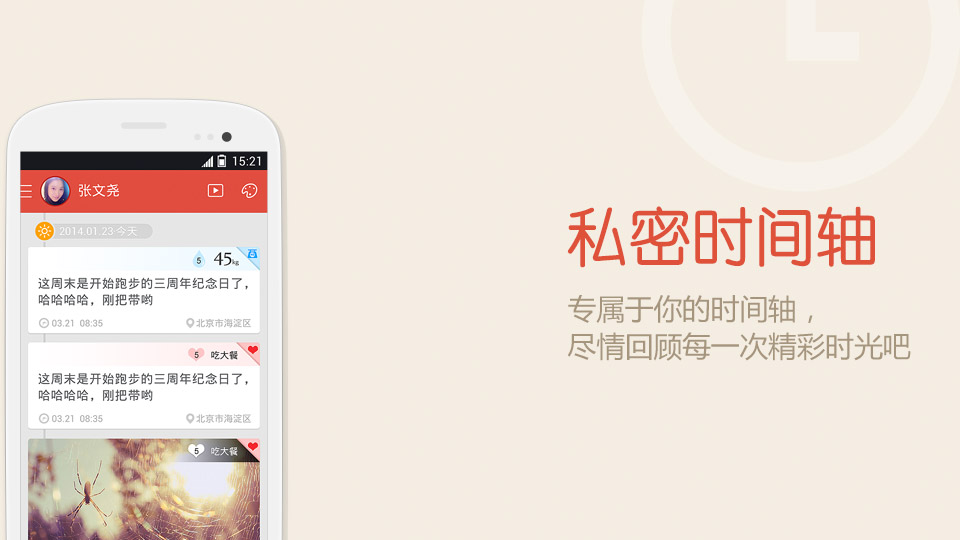 15:21
张文尧
2014.01.23 今天
5 45kg
这周末是开始跑步的三周年纪念日了，
哈哈哈哈，刚把带哟
03.21 08:35 北京市海淀区
5 吃大餐
这周末是开始跑步的三周年纪念日了，
哈哈哈哈，刚把带哟
03.21 08:35 北京市海淀区
5 吃大餐
私密时间轴
专属于你的时间轴，
尽情回顾每一次精彩时光吧